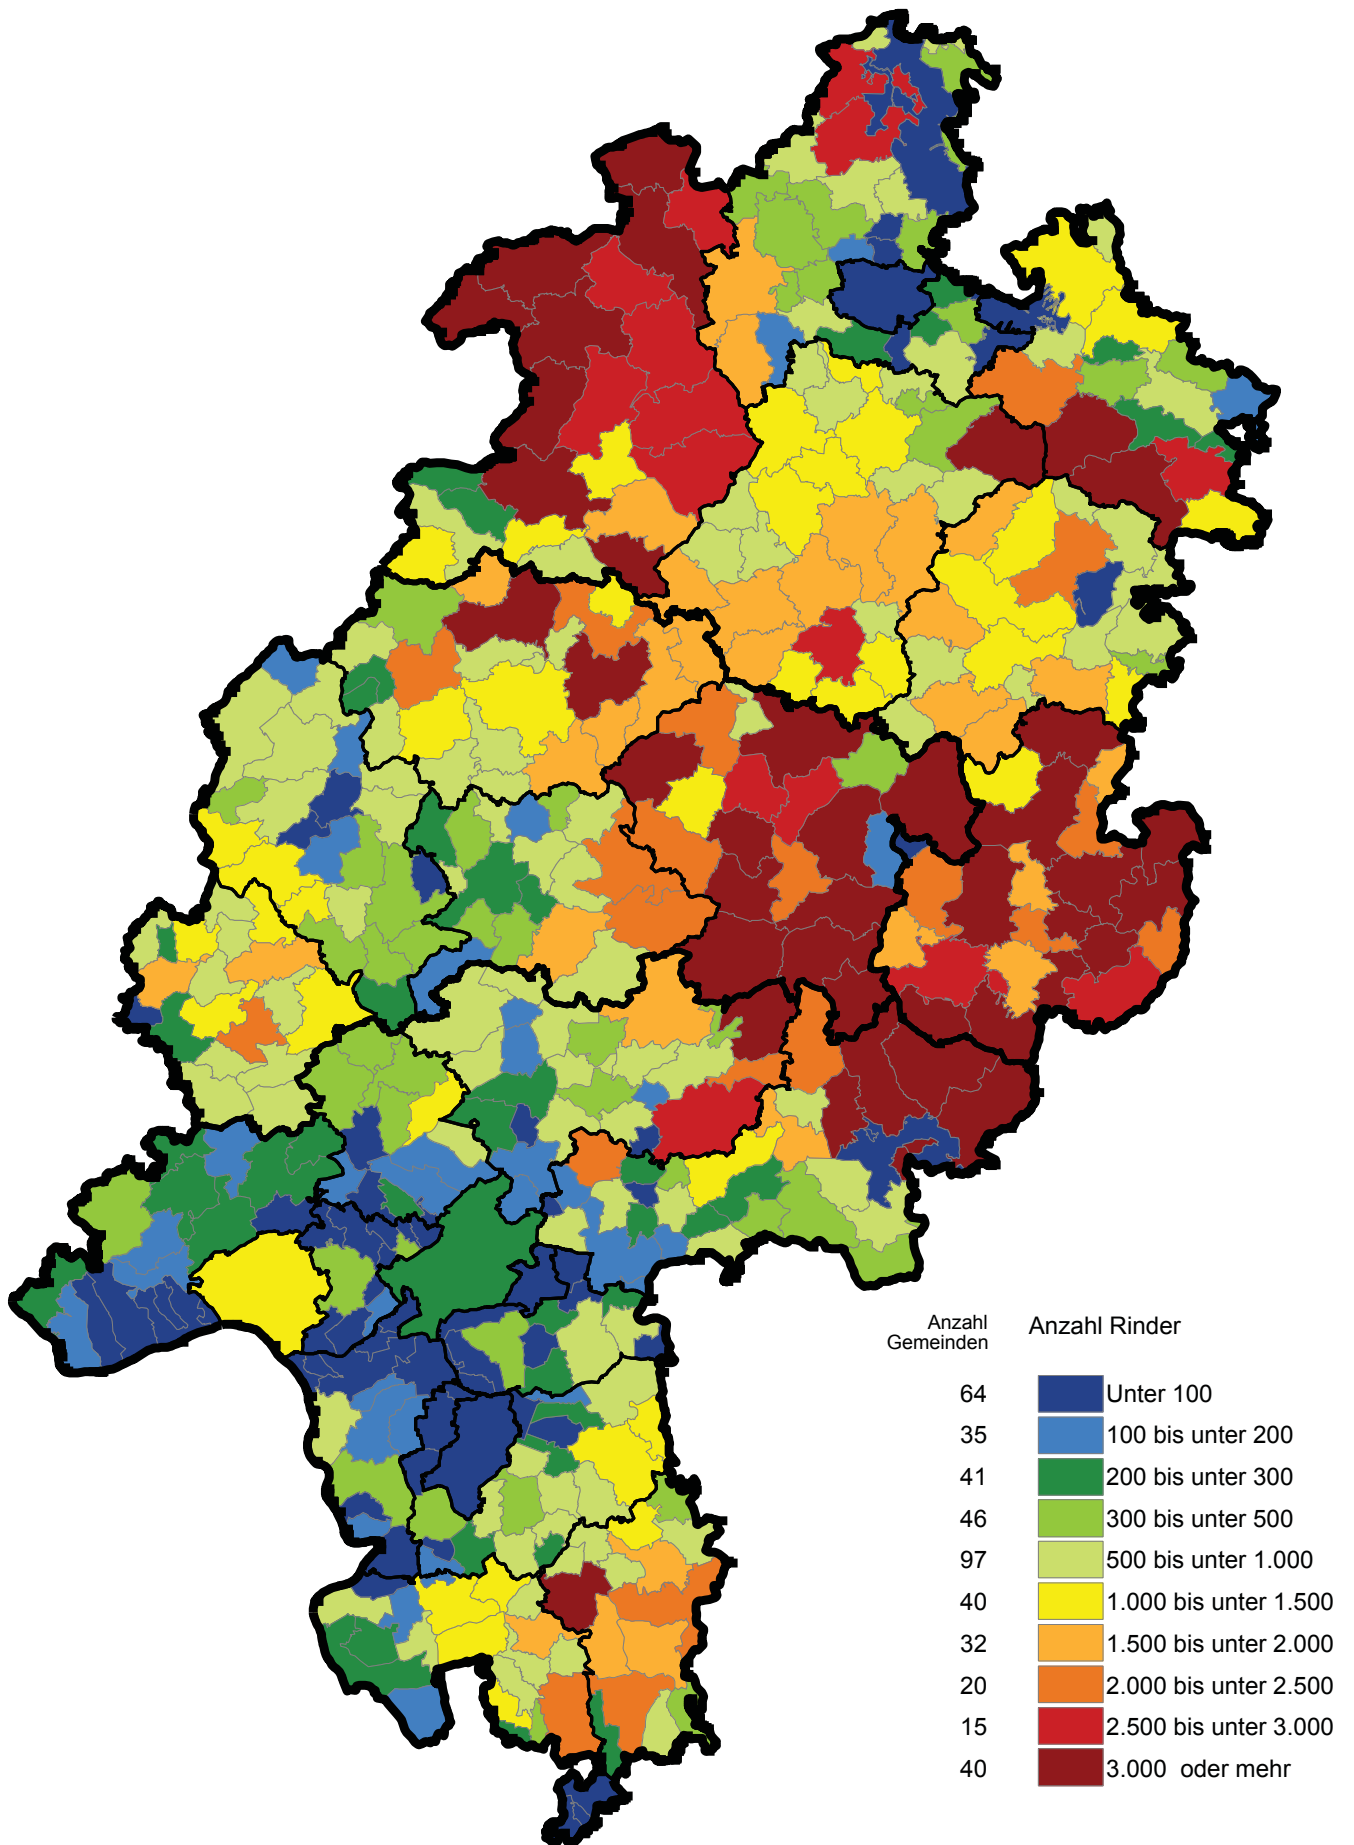 Anzahl Gemeinden Anzahl Rinder
64 Unter 100
35 100 bis unter 200
41 200 bis unter 300
46 300 bis unter 500
97 500 bis unter 1.000
40 1.000 bis unter 1.500
32 1.500 bis unter 2.000
20 2.000 bis unter 2.500
15 2.500 bis unter 3.000
40 3.000 oder mehr